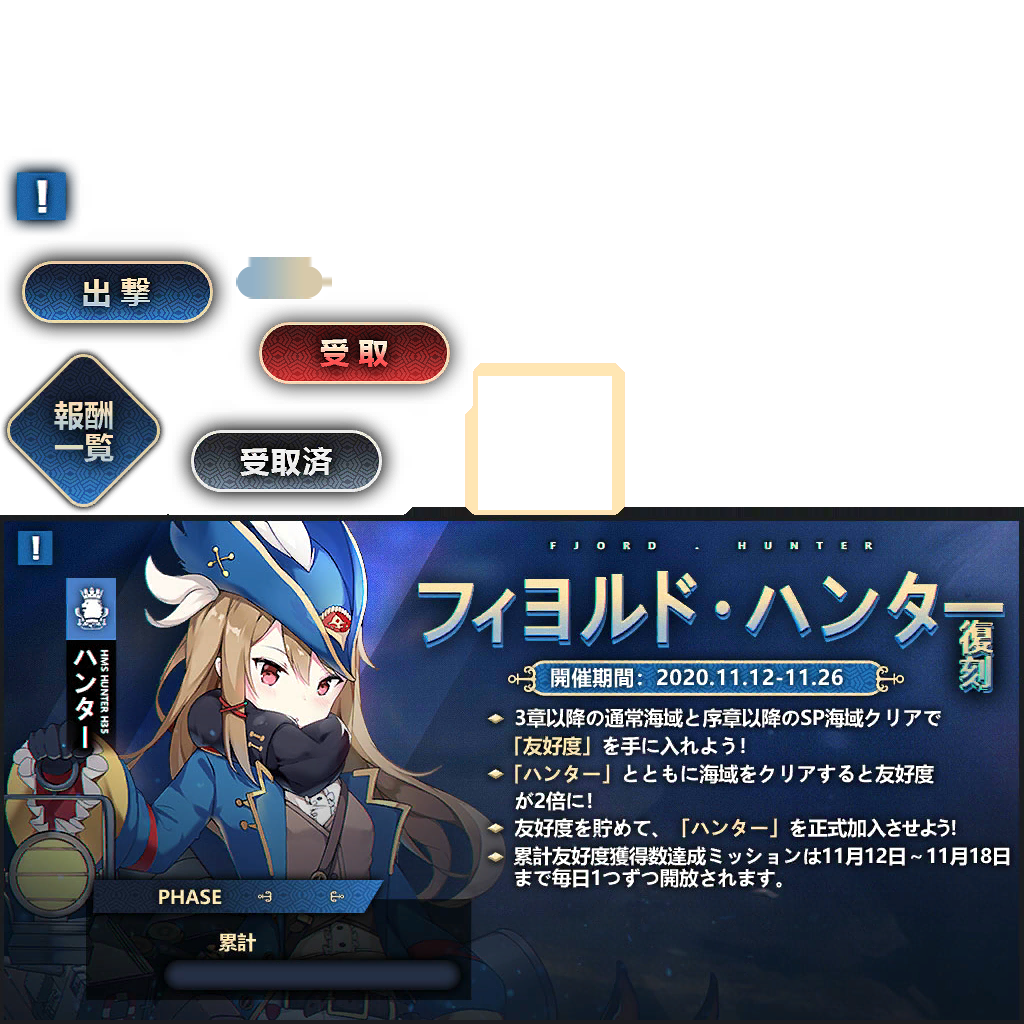 !
出撃
受取
報酬
一覧
受取済
!
FJORD . HUNTER
フィヨルド・ハンター
復刻
HMS HUNTER H35
ハンター
開催期間：2020.11.12-11.26
3章以降の通常海域と序章以降のSP海域クリアで
「友好度」を手に入れよう！
「ハンター」とともに海域をクリアすると友好度
が2倍に！
友好度を貯めて、「ハンター」を正式加入させよう!
累計友好度獲得数達成ミッションは11月12日～11月18日
まで毎日1つずつ開放されます。
PHASE
累計